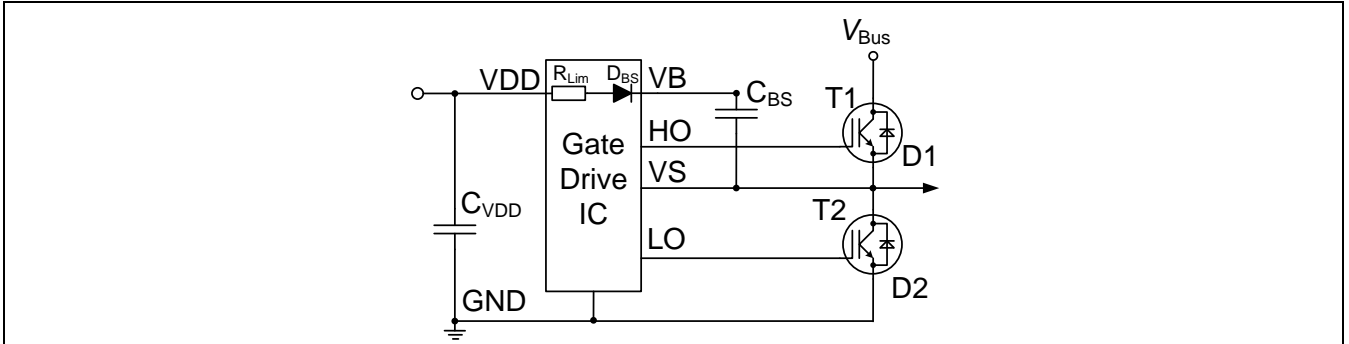 V_Bus
VDD
R_Lim
D_BS
VB
C_BS
T1
HO
Gate
Drive
IC
D1
VS
C_VDD
T2
LO
D2
GND